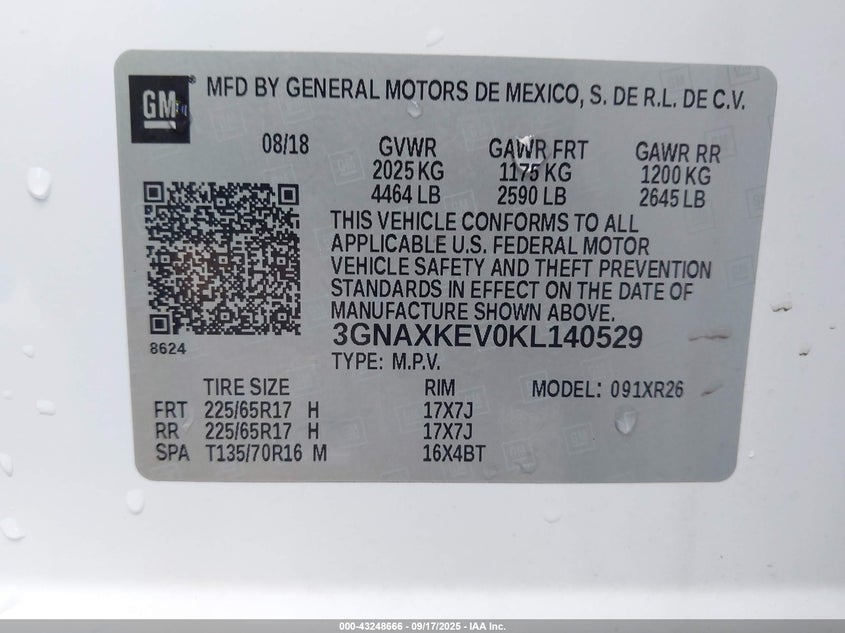 GM
MFD BY GENERAL MOTORS DE MEXICO, S. DE R.L. DE C.V.
08/18 GVWR GAWR FRT GAWR RR
2025 KG 1175 KG 1200 KG
4464 LB 2590 LB 2645 LB
THIS VEHICLE CONFORMS TO ALL
APPLICABLE U.S. FEDERAL MOTOR
VEHICLE SAFETY AND THEFT PREVENTION
STANDARDS IN EFFECT ON THE DATE OF
MANUFACTURE SHOWN ABOVE.
3GNAXKEV0KL140529
8624
TYPE: M.P.V.
TIRE SIZE RIM MODEL: 091XR26
FRT 225/65R17 H 17X7J
RR 225/65R17 H 17X7J
SPA T135/70R16 M 16X4BT
000-43248666 - 09/17/2025 - IAA Inc.